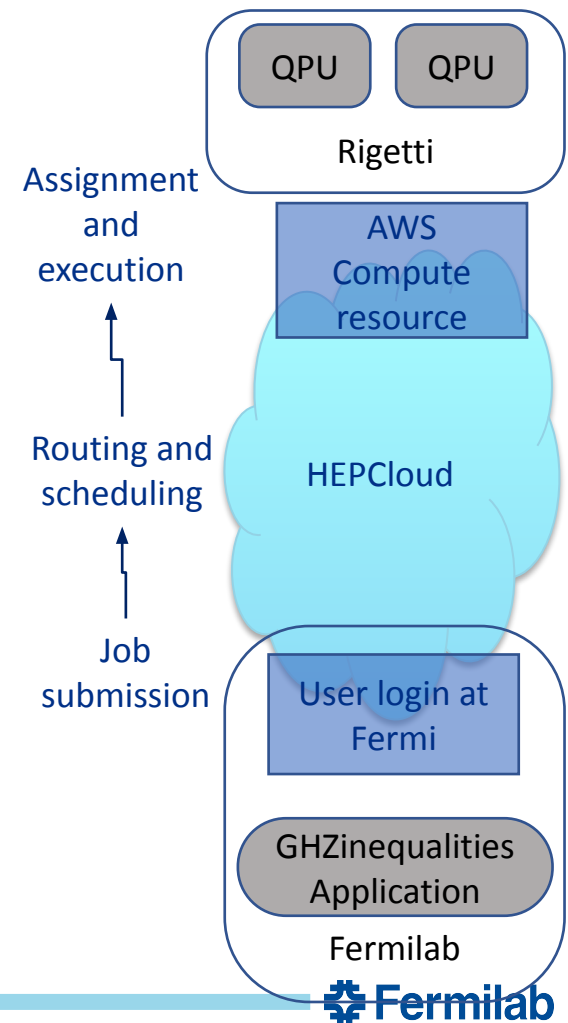 QPU QPU
Rigetti
Assignment
and
execution
AWS
Compute
resource
Routing and
scheduling
HEPCloud
Job
submission
User login at
Fermi
GHZinequalities
Application
Fermilab
Fermilab